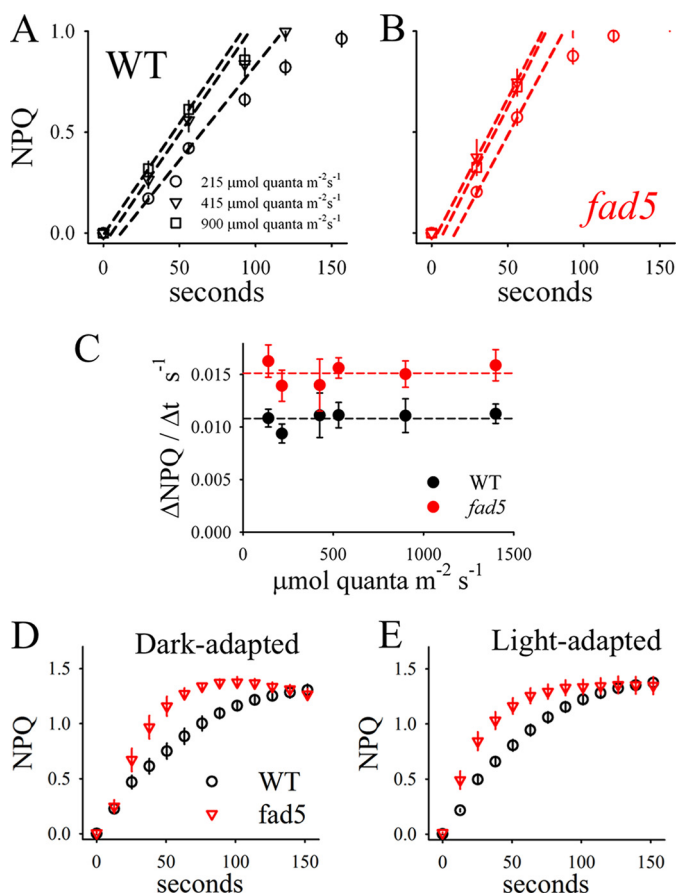 A
WT
1.0
0.5
0.0
NPQ
215 μmol quanta m-2s-1
415 μmol quanta m-2s-1
900 μmol quanta m-2s-1
0 50 100 150
seconds
B
fad5
0 50 100 150
seconds
C
0.015
0.010
0.005
0.000
ΔNPQ / Δt s-1
WT
fad5
0 500 1000 1500
μmol quanta m-2 s-1
D
Dark-adapted
1.5
1.0
0.5
0.0
NPQ
WT
fad5
0 50 100 150
seconds
E
Light-adapted
1.5
1.0
0.5
0.0
NPQ
0 50 100 150
seconds